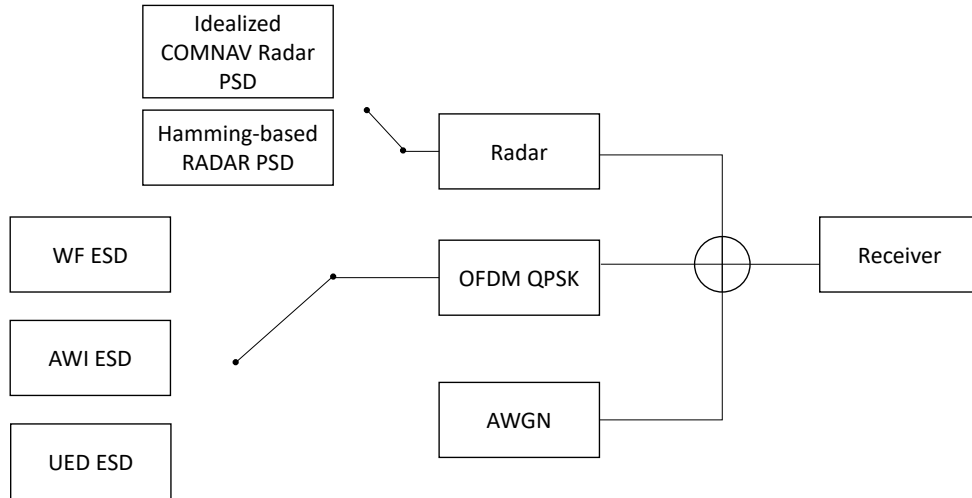 Idealized
COMNAV Radar
PSD
Hamming-based
RADAR PSD
Radar
WF ESD
OFDM QPSK
Receiver
AWI ESD
AWGN
UED ESD